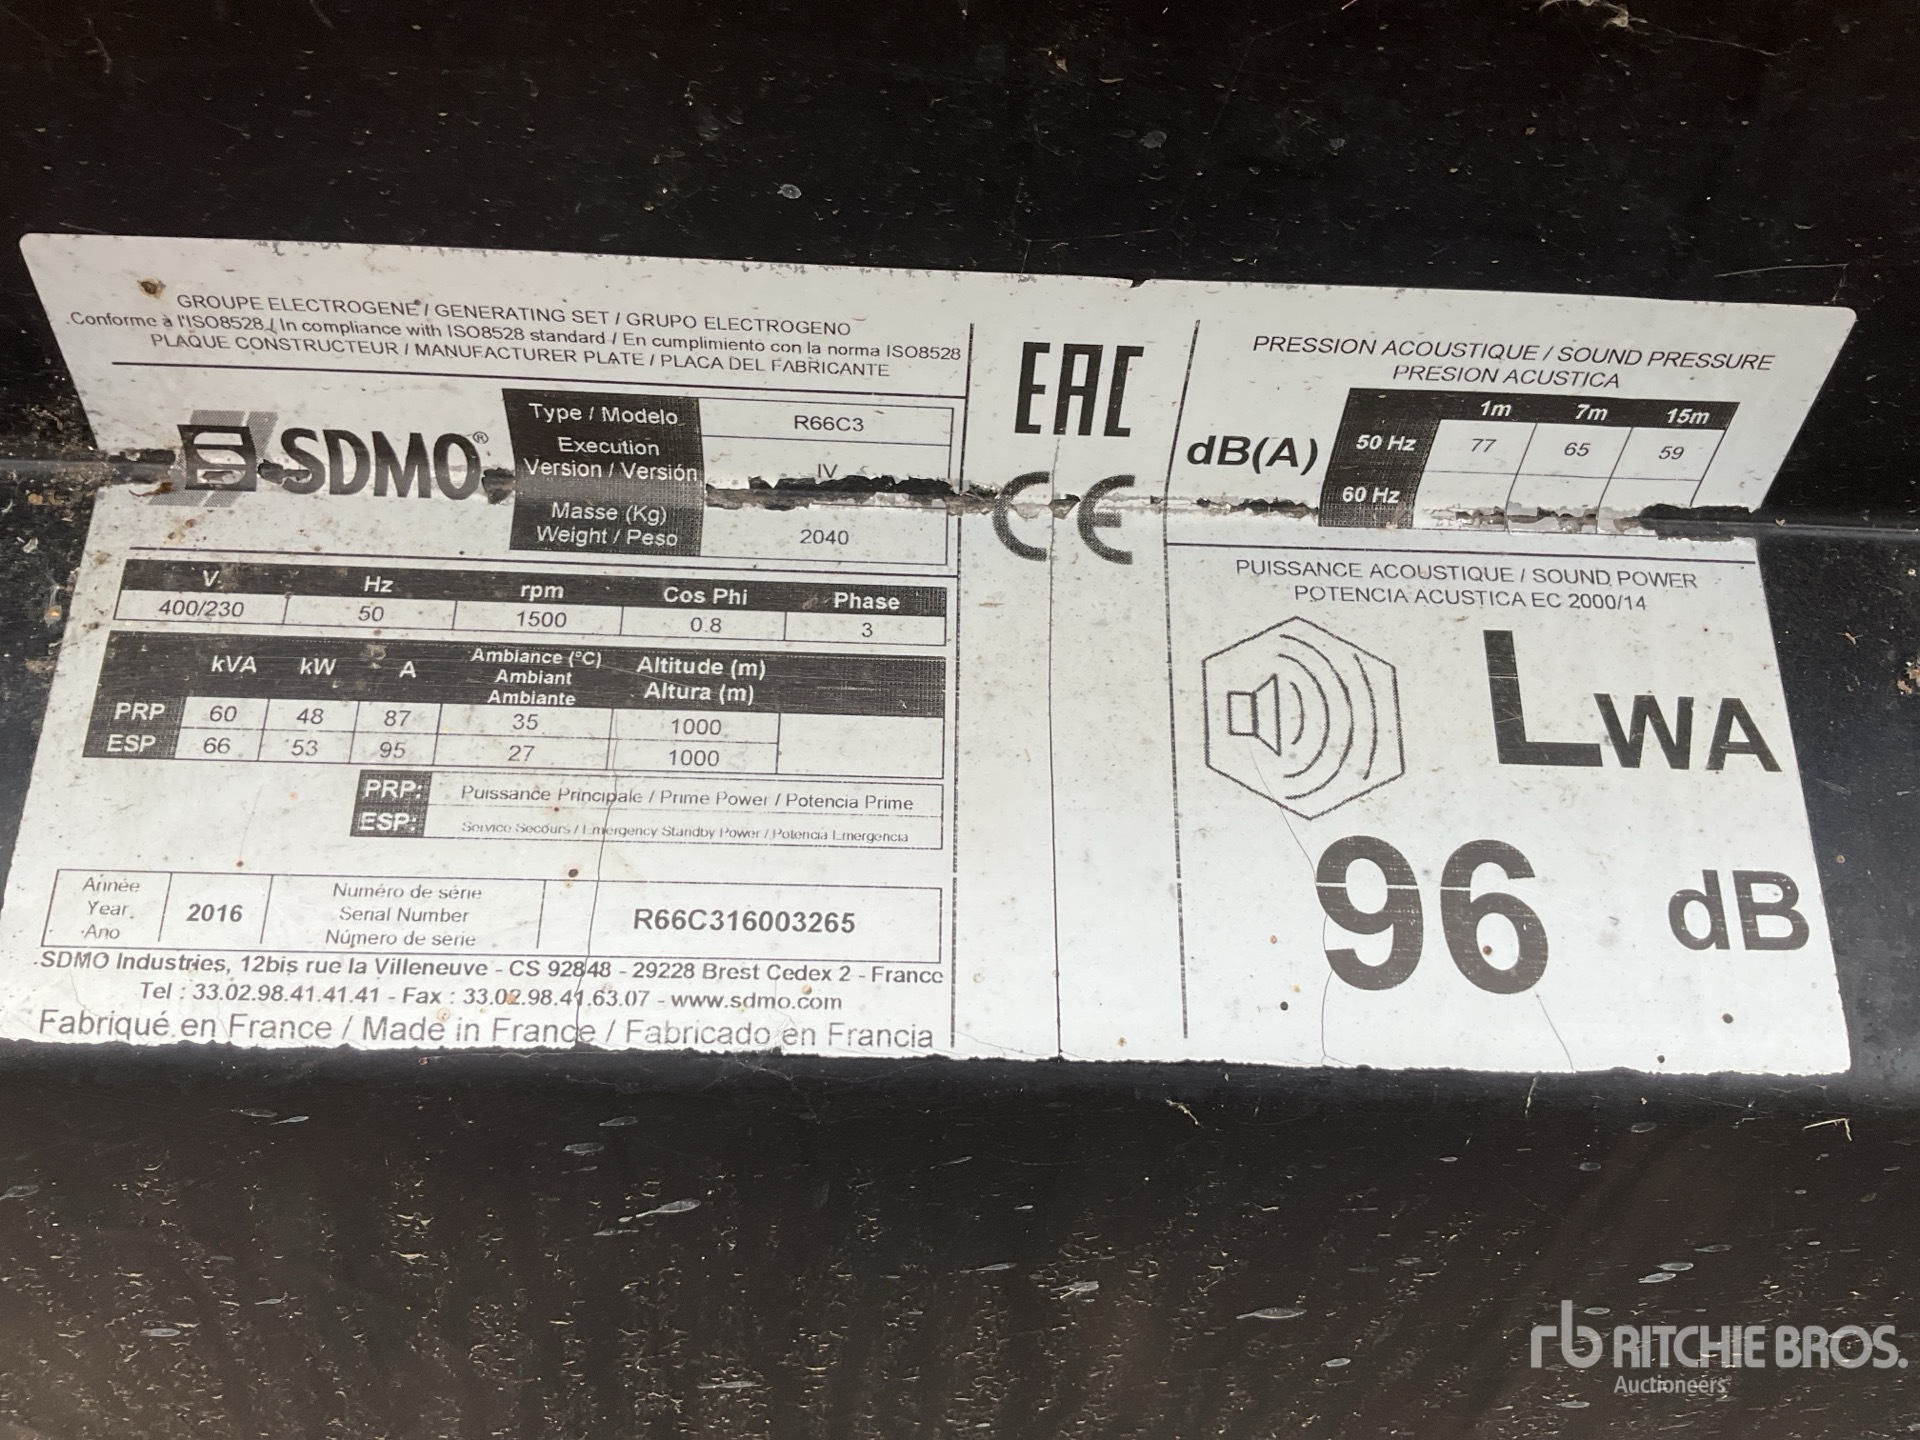 GROUPE ELECTROGENE / GENERATING SET / GRUPO ELECTROGENO
Conforme à l'ISO8528 / In compliance with ISO8528 standard / En cumplimiento con la norma ISO8528
PLAQUE CONSTRUCTEUR / MANUFACTURER PLATE / PLACA DEL FABRICANTE
SDMO®
Type / Modelo R66C3
Execution
Version / Versión IV
Masse (Kg)
Weight / Peso 2040
V Hz rpm Cos Phi Phase
400/230 50 1500 0.8 3
kVA kW A Ambiance (°C) Altitude (m)
Ambiant Altura (m)
Ambiante
PRP 60 48 87 35 1000
ESP 66 53 95 27 1000
PRP: Puissance Principale / Prime Power / Potencia Prime
ESP: Service Secours / Emergency Standby Power / Potencia Emergencia
Année Numéro de série
Year 2016 Serial Number R66C316003265
Ano Número de serie
SDMO Industries, 12bis rue la Villeneuve - CS 92848 - 29228 Brest Cedex 2 - France
Tel : 33.02.98.41.41.41 - Fax : 33.02.98.41.63.07 - www.sdmo.com
Fabriqué en France / Made in France / Fabricado en Francia
EAC
CE
PRESSION ACOUSTIQUE / SOUND PRESSURE
PRESION ACUSTICA
1m 7m 15m
dB(A) 50 Hz 77 65 59
60 Hz
PUISSANCE ACOUSTIQUE / SOUND POWER
POTENCIA ACUSTICA EC 2000/14
LWA
96 dB
rb RITCHIE BROS.
Auctioneers